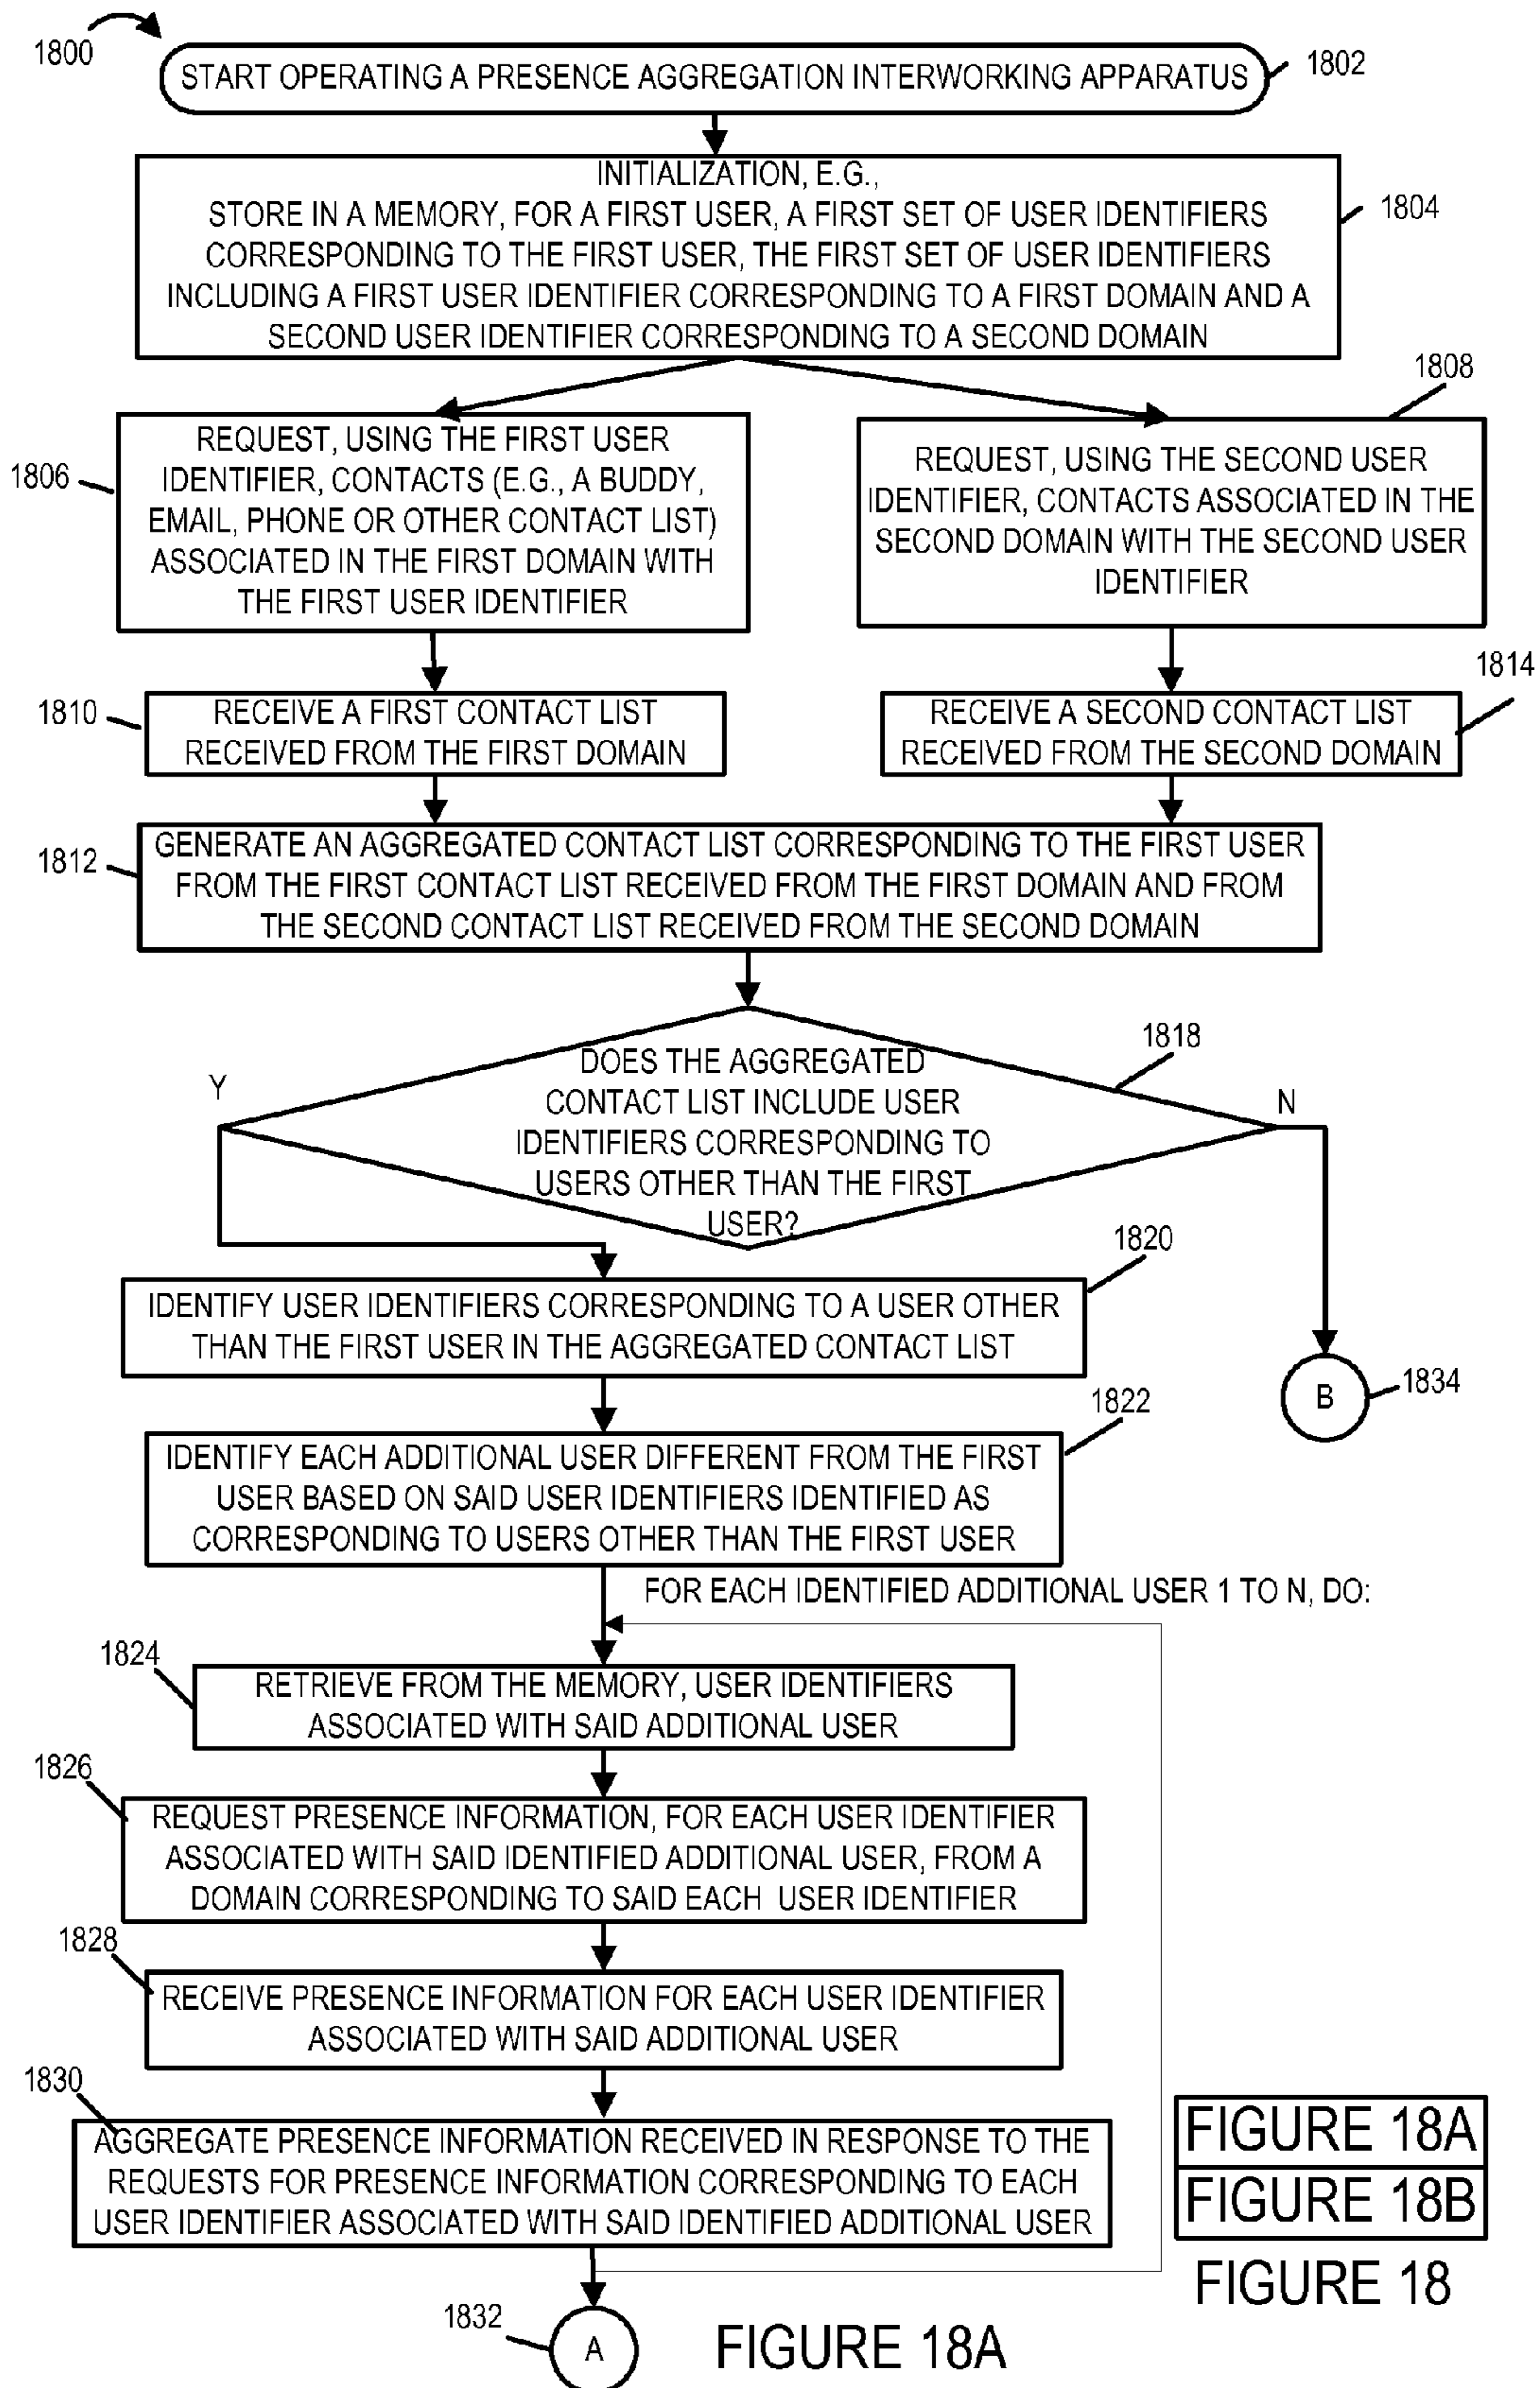 1800
START OPERATING A PRESENCE AGGREGATION INTERWORKING APPARATUS
1802
INITIALIZATION, E.G.,
STORE IN A MEMORY, FOR A FIRST USER, A FIRST SET OF USER IDENTIFIERS
CORRESPONDING TO THE FIRST USER, THE FIRST SET OF USER IDENTIFIERS
INCLUDING A FIRST USER IDENTIFIER CORRESPONDING TO A FIRST DOMAIN AND A
SECOND USER IDENTIFIER CORRESPONDING TO A SECOND DOMAIN
1804
1806
REQUEST, USING THE FIRST USER
IDENTIFIER, CONTACTS (E.G., A BUDDY,
EMAIL, PHONE OR OTHER CONTACT LIST)
ASSOCIATED IN THE FIRST DOMAIN WITH
THE FIRST USER IDENTIFIER
1808
REQUEST, USING THE SECOND USER
IDENTIFIER, CONTACTS ASSOCIATED IN THE
SECOND DOMAIN WITH THE SECOND USER
IDENTIFIER
1810
RECEIVE A FIRST CONTACT LIST
RECEIVED FROM THE FIRST DOMAIN
1814
RECEIVE A SECOND CONTACT LIST
RECEIVED FROM THE SECOND DOMAIN
1812
GENERATE AN AGGREGATED CONTACT LIST CORRESPONDING TO THE FIRST USER
FROM THE FIRST CONTACT LIST RECEIVED FROM THE FIRST DOMAIN AND FROM
THE SECOND CONTACT LIST RECEIVED FROM THE SECOND DOMAIN
1818
DOES THE AGGREGATED
CONTACT LIST INCLUDE USER
IDENTIFIERS CORRESPONDING TO
USERS OTHER THAN THE FIRST
USER?
Y
N
1820
IDENTIFY USER IDENTIFIERS CORRESPONDING TO A USER OTHER
THAN THE FIRST USER IN THE AGGREGATED CONTACT LIST
B
1834
1822
IDENTIFY EACH ADDITIONAL USER DIFFERENT FROM THE FIRST
USER BASED ON SAID USER IDENTIFIERS IDENTIFIED AS
CORRESPONDING TO USERS OTHER THAN THE FIRST USER
FOR EACH IDENTIFIED ADDITIONAL USER 1 TO N, DO:
1824
RETRIEVE FROM THE MEMORY, USER IDENTIFIERS
ASSOCIATED WITH SAID ADDITIONAL USER
1826
REQUEST PRESENCE INFORMATION, FOR EACH USER IDENTIFIER
ASSOCIATED WITH SAID IDENTIFIED ADDITIONAL USER, FROM A
DOMAIN CORRESPONDING TO SAID EACH USER IDENTIFIER
1828
RECEIVE PRESENCE INFORMATION FOR EACH USER IDENTIFIER
ASSOCIATED WITH SAID ADDITIONAL USER
1830
AGGREGATE PRESENCE INFORMATION RECEIVED IN RESPONSE TO THE
REQUESTS FOR PRESENCE INFORMATION CORRESPONDING TO EACH
USER IDENTIFIER ASSOCIATED WITH SAID IDENTIFIED ADDITIONAL USER
FIGURE 18A
FIGURE 18B
FIGURE 18
1832
A
FIGURE 18A